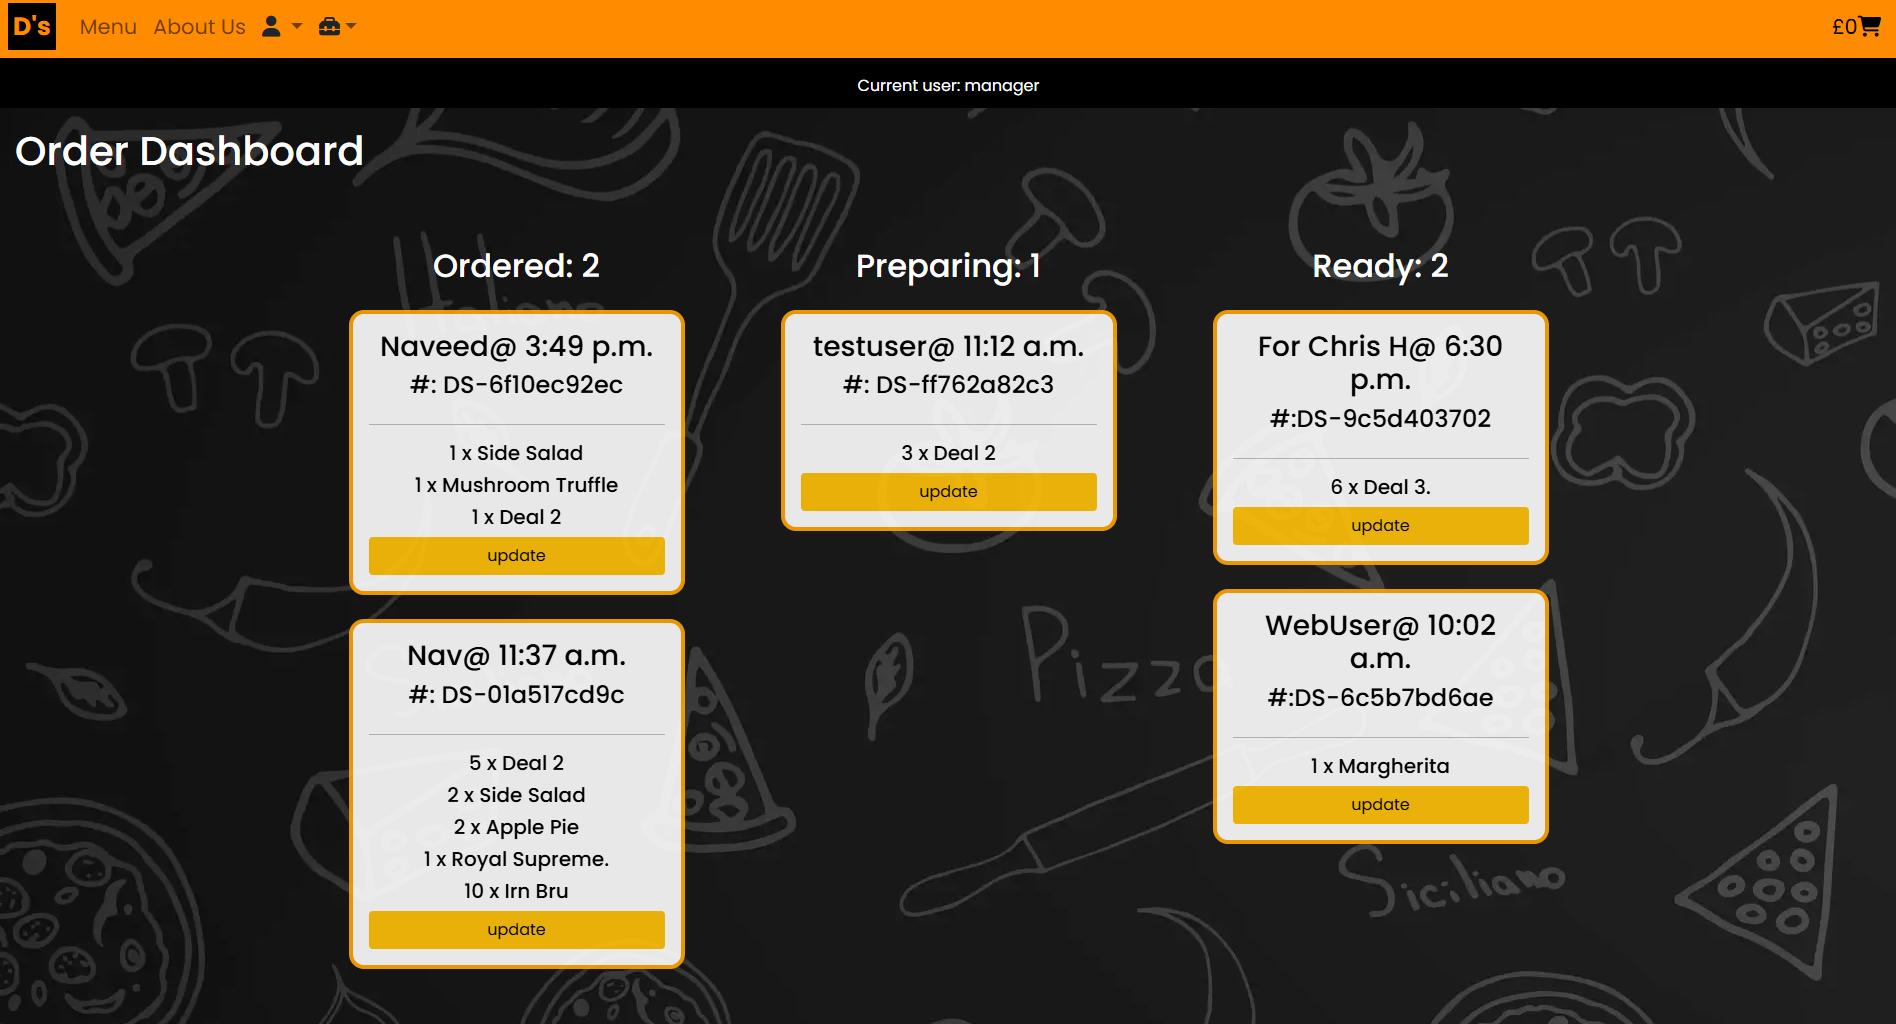 D's
Menu About Us
£0
Current user: manager
Order Dashboard
Ordered: 2
Naveed@ 3:49 p.m.
#: DS-6f10ec92ec
1 x Side Salad
1 x Mushroom Truffle
1 x Deal 2
update
Nav@ 11:37 a.m.
#: DS-01a517cd9c
5 x Deal 2
2 x Side Salad
2 x Apple Pie
1 x Royal Supreme.
10 x Irn Bru
update
Preparing: 1
testuser@ 11:12 a.m.
#: DS-ff762a82c3
3 x Deal 2
update
Ready: 2
For Chris H@ 6:30
p.m.
#:DS-9c5d403702
6 x Deal 3.
update
WebUser@ 10:02
a.m.
#:DS-6c5b7bd6ae
1 x Margherita
update
Italiano
Pizza
Siciliano